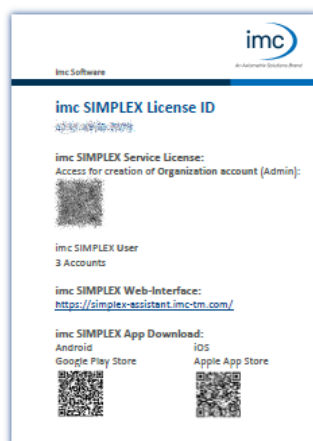 imc
An Axiometrix Solutions Brand
imc Software
imc SIMPLEX License ID
imc SIMPLEX Service License:
Access for creation of Organization account (Admin):
imc SIMPLEX User
3 Accounts
imc SIMPLEX Web-Interface:
https://simplex-assistant.imc-tm.com/
imc SIMPLEX App Download:
Android iOS
Google Play Store Apple App Store